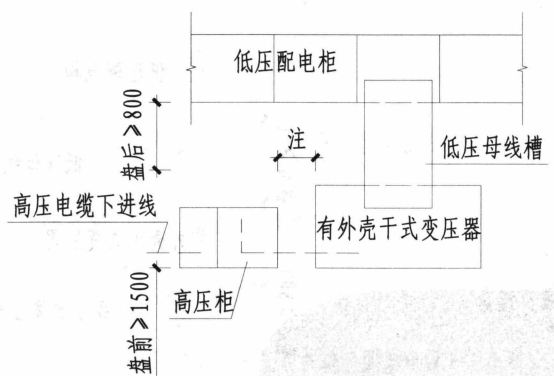 低压配电柜
盘后≥800
注
低压母线槽
高压电缆下进线
有外壳干式变压器
高压柜
盘前≥1500